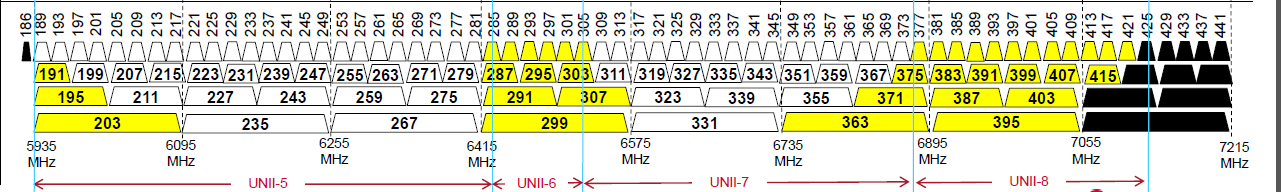 186 189 193 197 201 205 209 213 217 221 225 229 233 237 241 245 249 253 257 261 265 269 273 277 281 285 289 293 297 301 305 309 313 317 321 325 329 333 337 341 345 349 353 357 361 365 369 373 377 381 385 389 393 397 401 405 409 413 417 421 425 429 433 437 441
191 199 207 215 223 231 239 247 255 263 271 279 287 295 303 311 319 327 335 343 351 359 367 375 383 391 399 407 415
195 211 227 243 259 275 291 307 323 339 355 371 387 403
203 235 267 299 331 363 395
5935 6095 6255 6415 6575 6735 6895 7055 7215
MHz MHz MHz MHz MHz MHz MHz MHz MHz
UNII-5 UNII-6 UNII-7 UNII-8